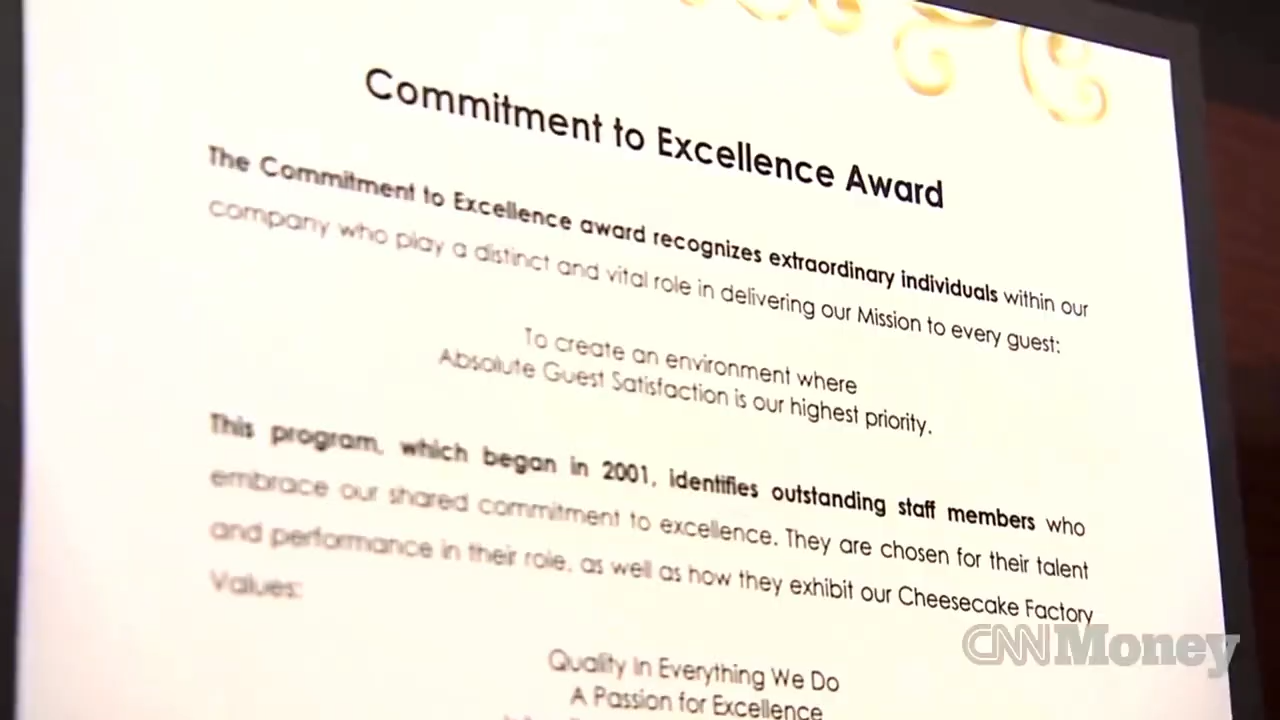 Commitment to Excellence Award
The Commitment to Excellence award recognizes extraordinary individuals within our
company who play a distinct and vital role in delivering our Mission to every guest:
To create an environment where
Absolute Guest Satisfaction is our highest priority.
This program, which began in 2001, identifies outstanding staff members who
embrace our shared commitment to excellence. They are chosen for their talent
and performance in their role, as well as how they exhibit our Cheesecake Factory
Values:
Quality In Everything We Do
A Passion for Excellence
CNNMoney